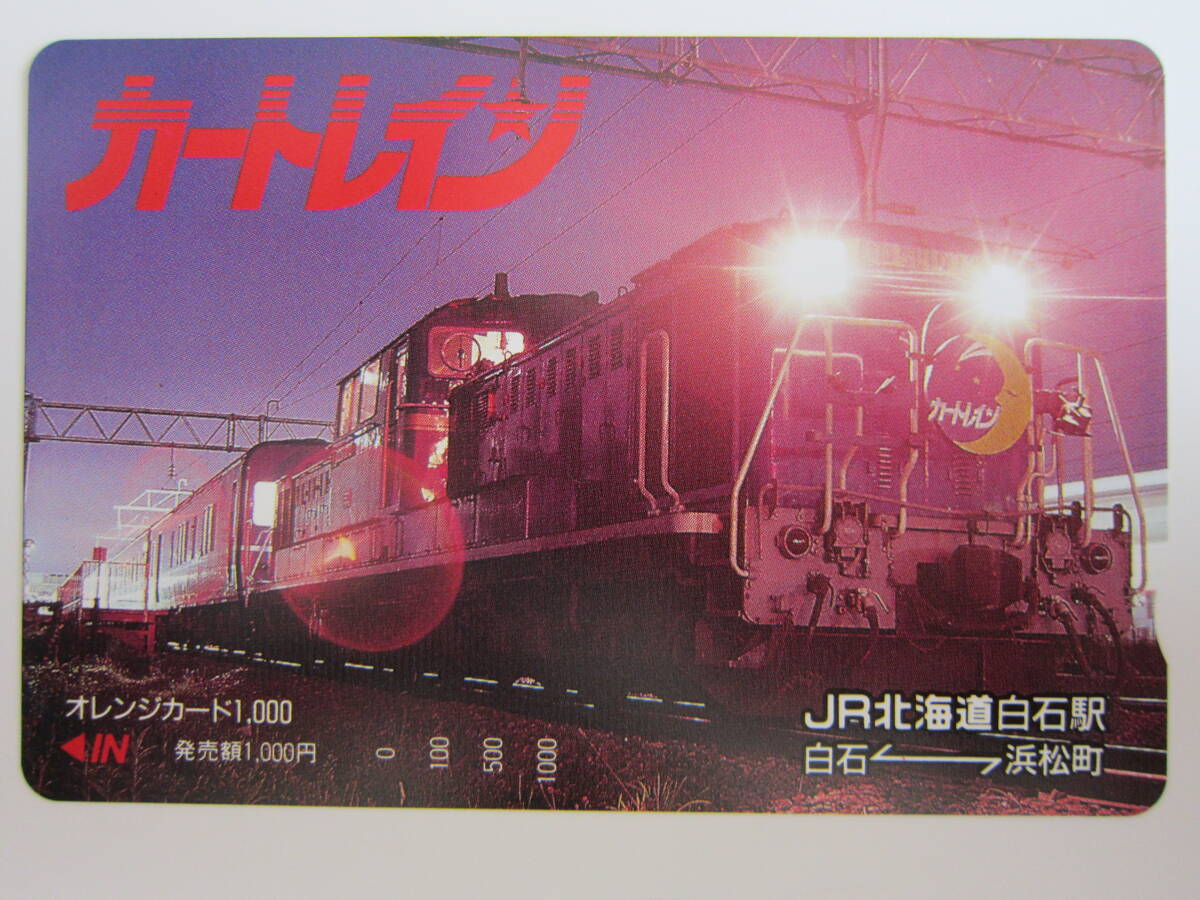 カートレイン
カートレイン
オレンジカード1,000
IN 発売額1,000円 0 100 500 1000
JR北海道白石駅
白石 浜松町